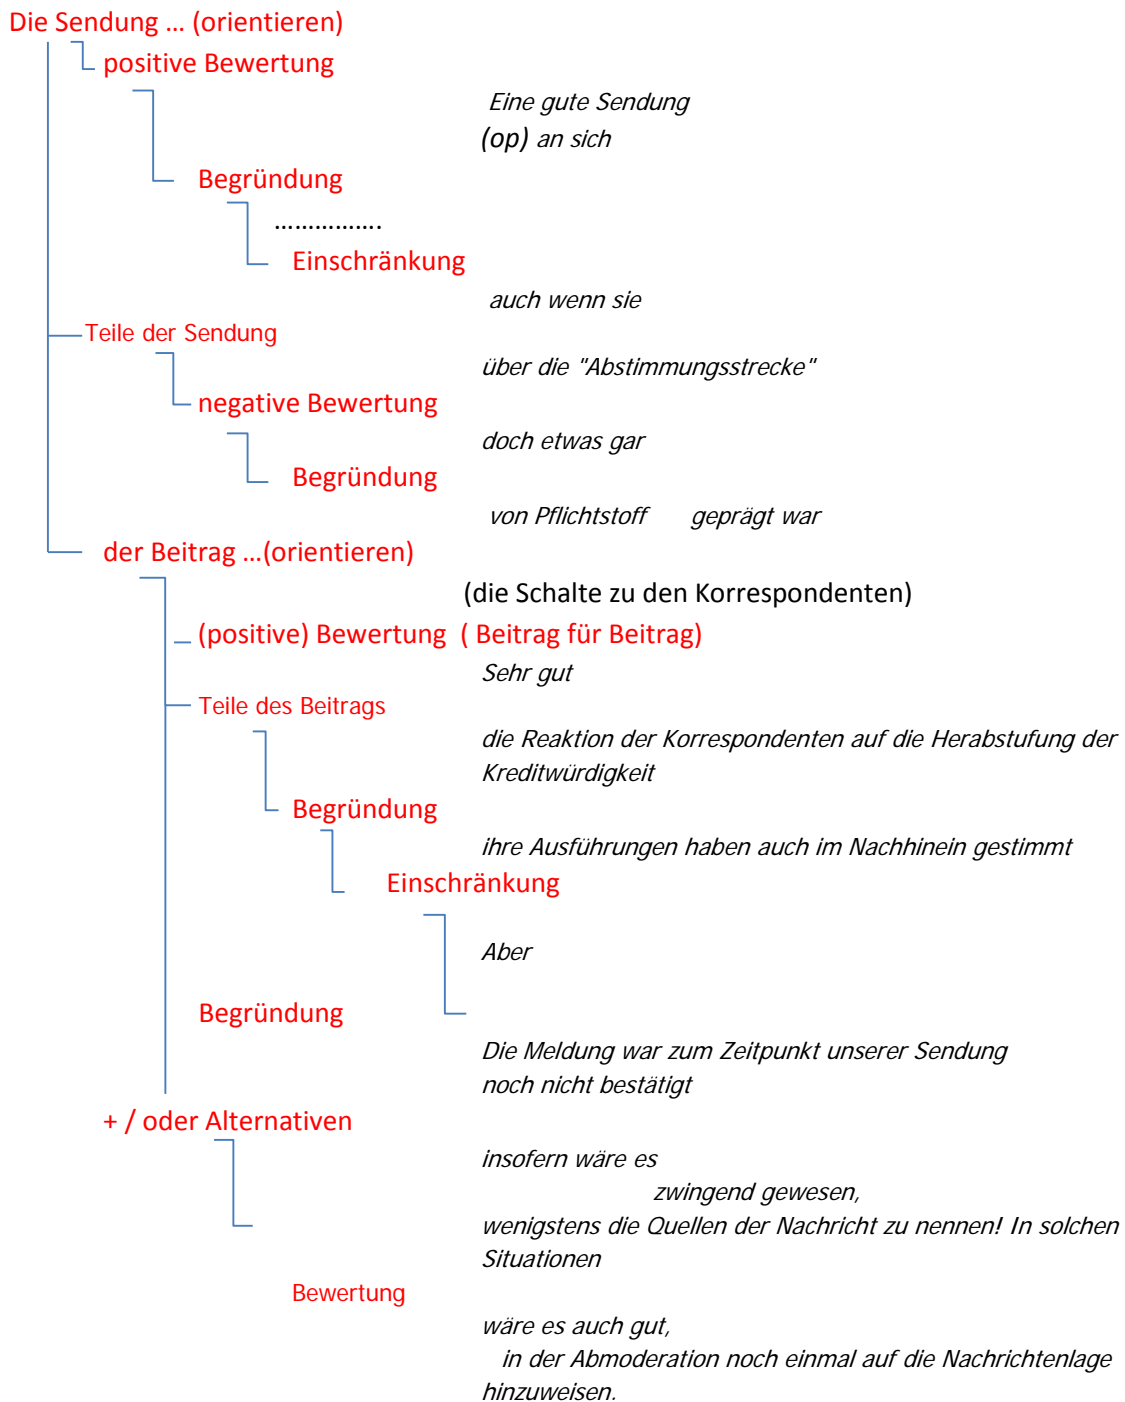 Die Sendung … (orientieren)
positive Bewertung
Eine gute Sendung
(op) an sich
Begründung
…………….
Einschränkung
auch wenn sie
Teile der Sendung
über die "Abstimmungsstrecke"
negative Bewertung
doch etwas gar
Begründung
von Pflichtstoff geprägt war
der Beitrag …(orientieren)
(die Schalte zu den Korrespondenten)
(positive) Bewertung ( Beitrag für Beitrag)
Sehr gut
Teile des Beitrags
die Reaktion der Korrespondenten auf die Herabstufung der
Kreditwürdigkeit
Begründung
ihre Ausführungen haben auch im Nachhinein gestimmt
Einschränkung
Aber
Begründung
Die Meldung war zum Zeitpunkt unserer Sendung
noch nicht bestätigt
+ / oder Alternativen
insofern wäre es
zwingend gewesen,
wenigstens die Quellen der Nachricht zu nennen! In solchen
Situationen
Bewertung
wäre es auch gut,
in der Abmoderation noch einmal auf die Nachrichtenlage
hinzuweisen.